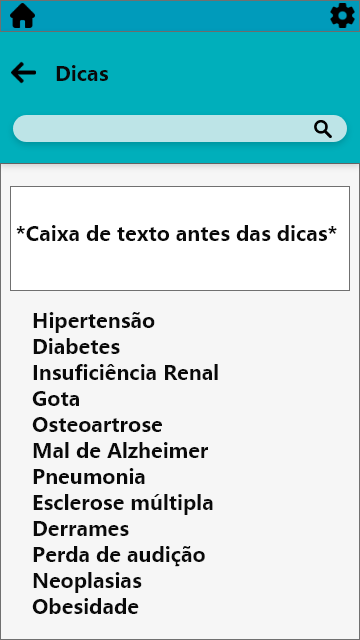 Dicas
*Caixa de texto antes das dicas*
Hipertensão
Diabetes
Insuficiência Renal
Gota
Osteoartrose
Mal de Alzheimer
Pneumonia
Esclerose múltipla
Derrames
Perda de audição
Neoplasias
Obesidade